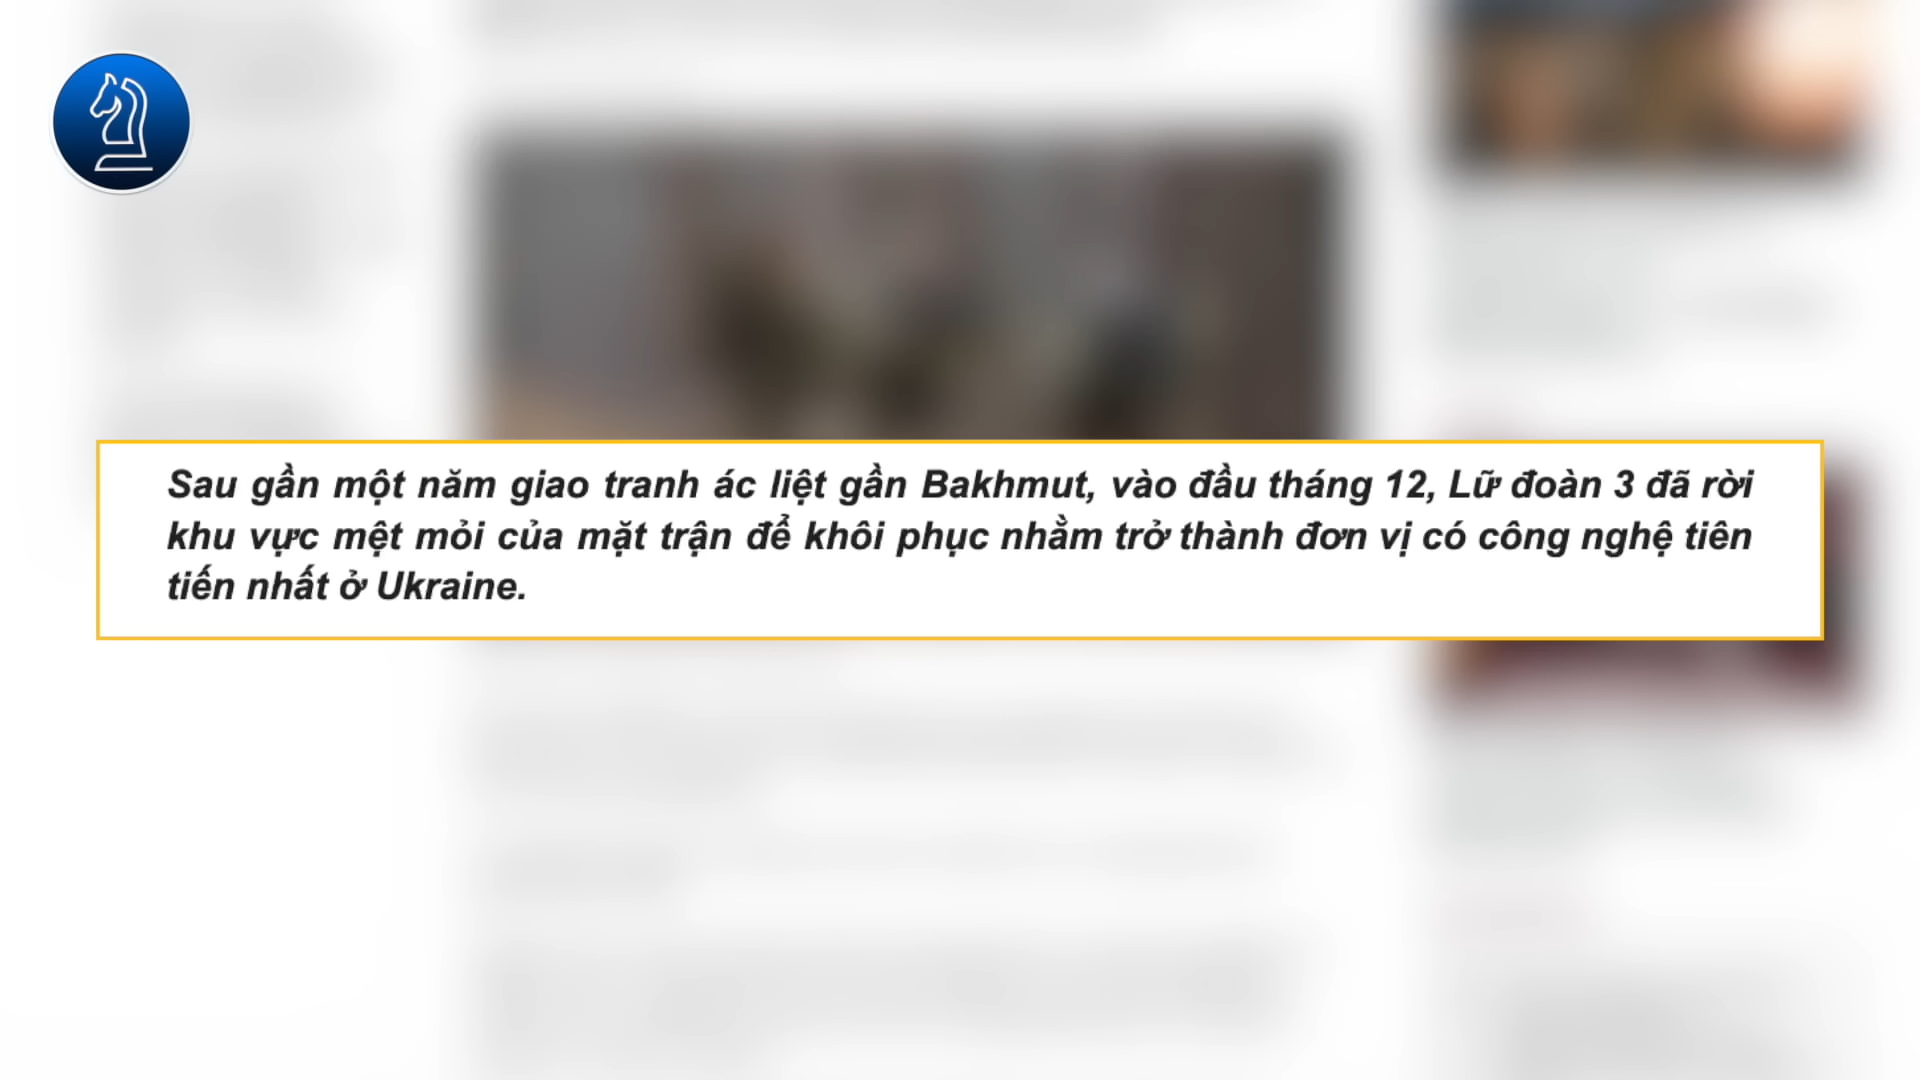 Sau gần một năm giao tranh ác liệt gần Bakhmut, vào đầu tháng 12, Lữ đoàn 3 đã rời
khu vực mệt mỏi của mặt trận để khôi phục nhằm trở thành đơn vị có công nghệ tiên
tiến nhất ở Ukraine.